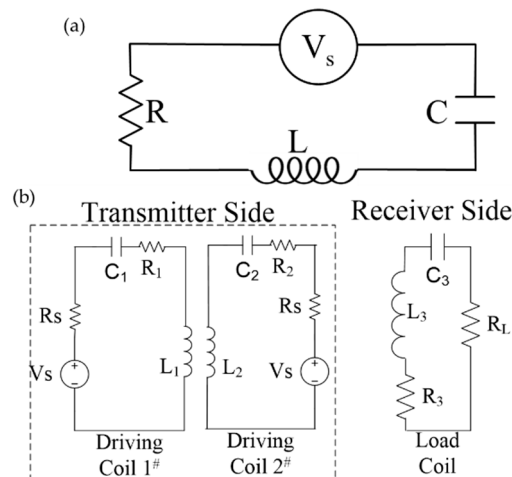 (a)
Vs
R
C
L
(b)
Transmitter Side
Receiver Side
C1
R1
C2
R2
C3
Rs
Rs
L3
RL
Vs
L1
L2
Vs
R3
Driving
Coil 1#
Driving
Coil 2#
Load
Coil